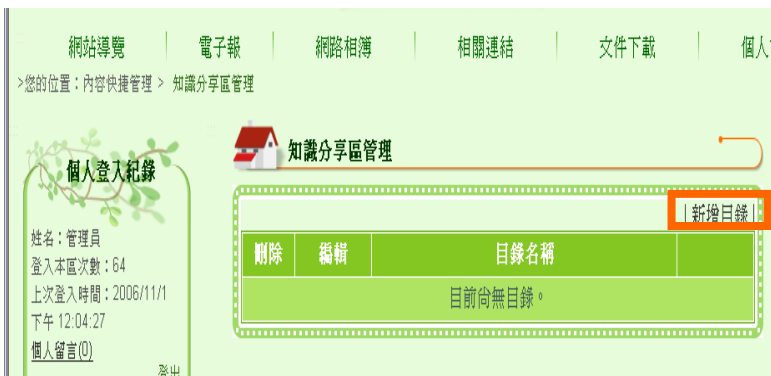 網站導覽 | 電子報 | 網路相簿 | 相關連結 | 文件下載 | 個人
>您的位置：內容快捷管理 > 知識分享區管理
知識分享區管理
個人登入紀錄
|新增目錄|
姓名：管理員
登入本區次數：64
上次登入時間：2006/11/1
下午 12:04:27
個人留言(0)
登出
刪除 編輯 目錄名稱
目前尚無目錄。